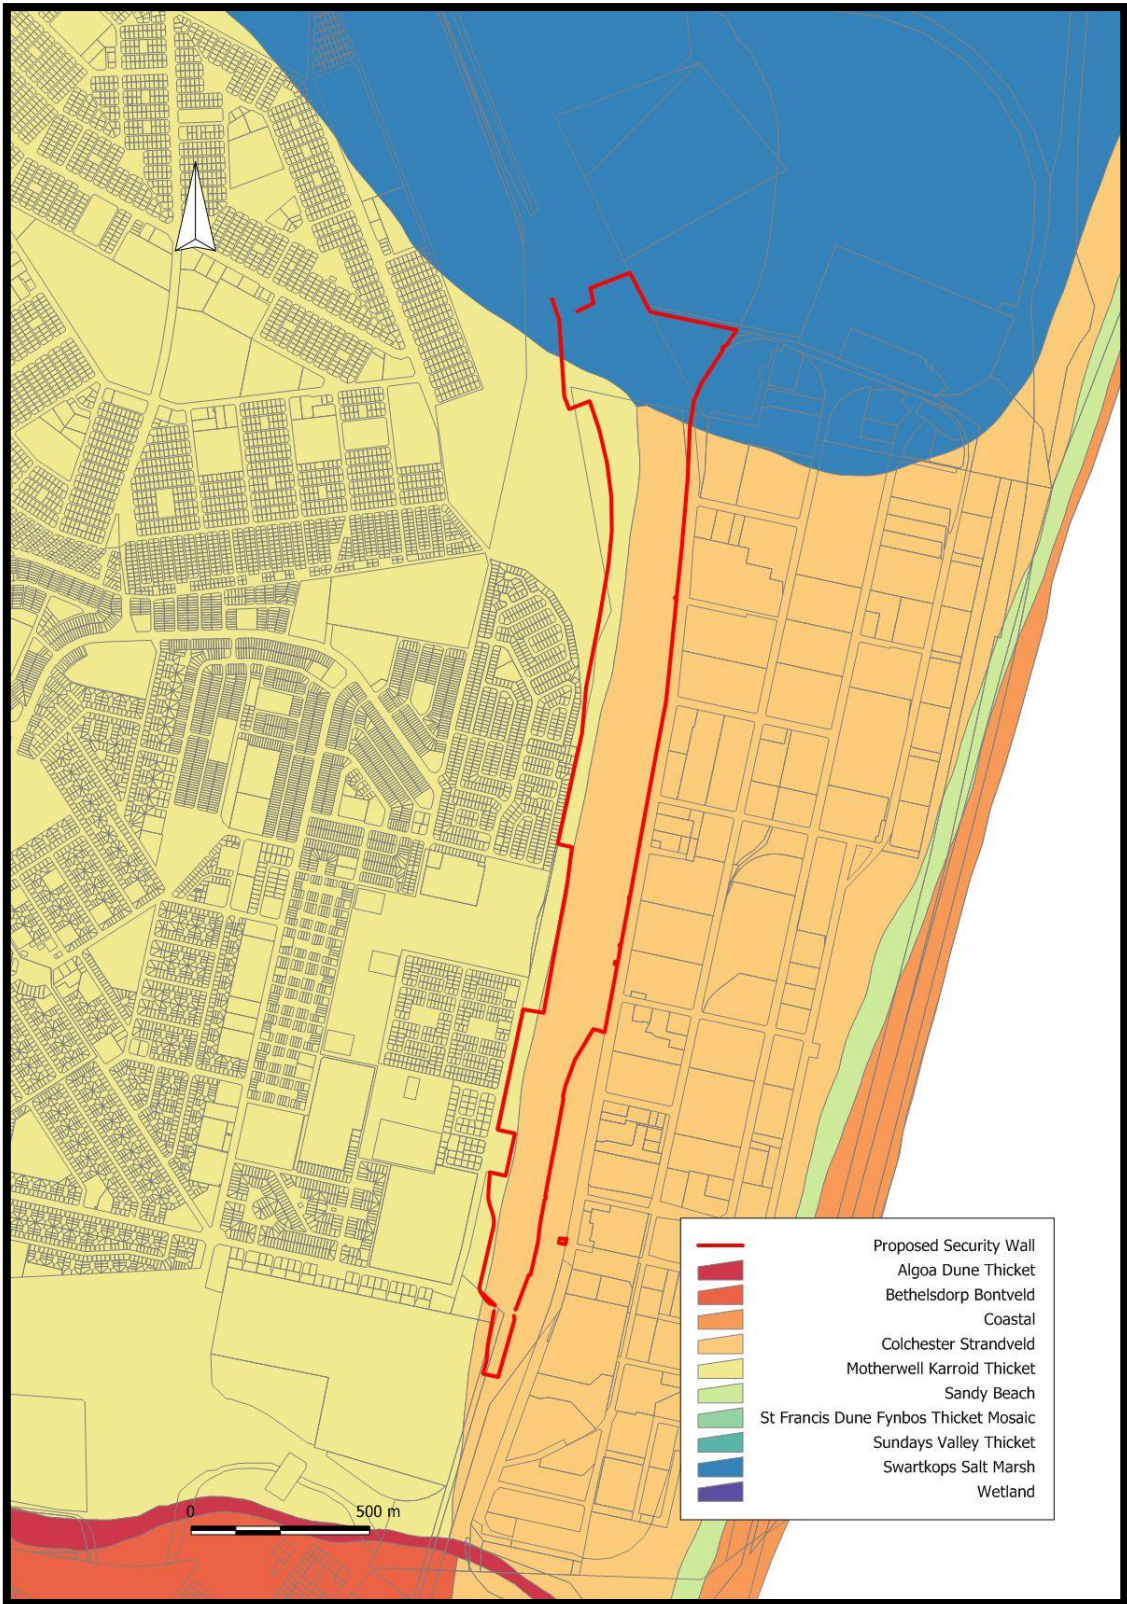 Proposed Security Wall
Algoa Dune Thicket
Bethelsdorp Bontveld
Coastal
Colchester Strandveld
Motherwell Karroid Thicket
Sandy Beach
St Francis Dune Fynbos Thicket Mosaic
Sundays Valley Thicket
Swartkops Salt Marsh
Wetland
0 500 m